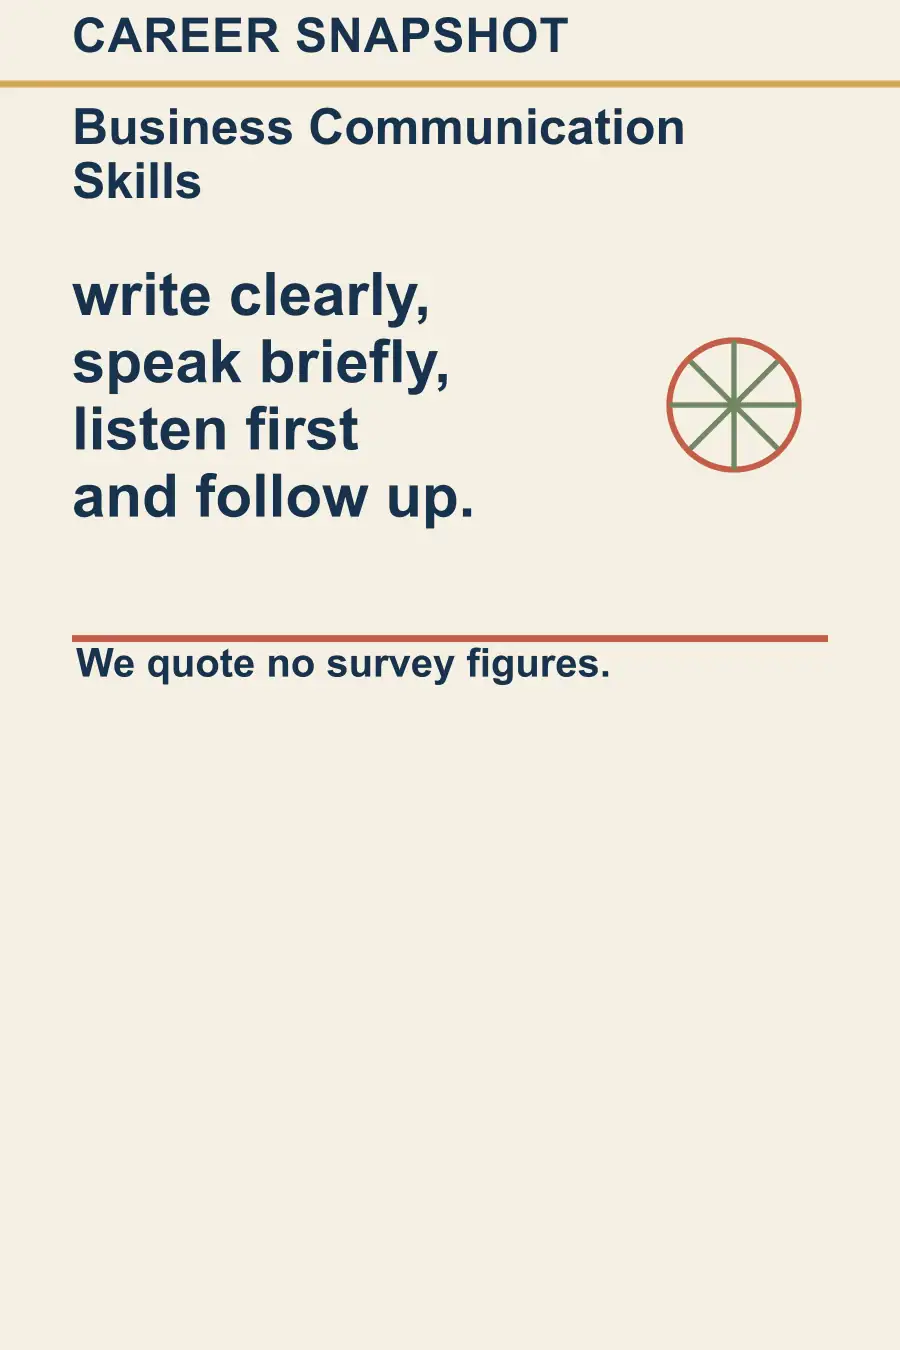 CAREER SNAPSHOT
Business Communication
Skills
write clearly,
speak briefly,
listen first
and follow up.
We quote no survey figures.